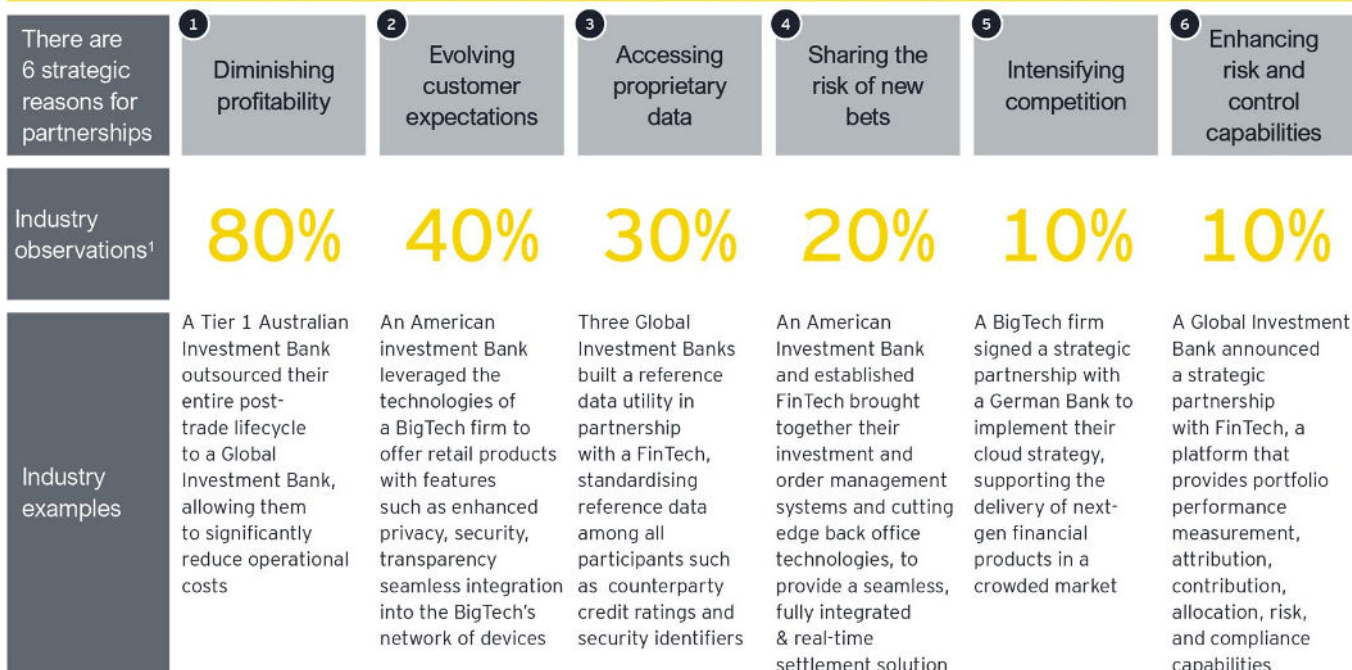 There are
6 strategic
reasons for
partnerships
1
Diminishing
profitability
2
Evolving
customer
expectations
3
Accessing
proprietary
data
4
Sharing the
risk of new
bets
5
Intensifying
competition
6
Enhancing
risk and
control
capabilities
Industry
observations¹
80%
40%
30%
20%
10%
10%
Industry
examples
A Tier 1 Australian
Investment Bank
outsourced their
entire post-
trade lifecycle
to a Global
Investment Bank,
allowing them
to significantly
reduce operational
costs
An American
investment Bank
leveraged the
technologies of
a BigTech firm to
offer retail products
with features
such as enhanced
privacy, security,
transparency
seamless integration
into the BigTech's
network of devices
Three Global
Investment Banks
built a reference
data utility in
partnership
with a FinTech,
standardising
reference data
among all
participants such
as counterparty
credit ratings and
security identifiers
An American
Investment Bank
and established
FinTech brought
together their
investment and
order management
systems and cutting
edge back office
technologies, to
provide a seamless,
fully integrated
& real-time
settlement solution
A BigTech firm
signed a strategic
partnership with
a German Bank to
implement their
cloud strategy,
supporting the
delivery of next-
gen financial
products in a
crowded market
A Global Investment
Bank announced
a strategic
partnership
with FinTech, a
platform that
provides portfolio
performance
measurement,
attribution,
contribution,
allocation, risk,
and compliance
capabilities